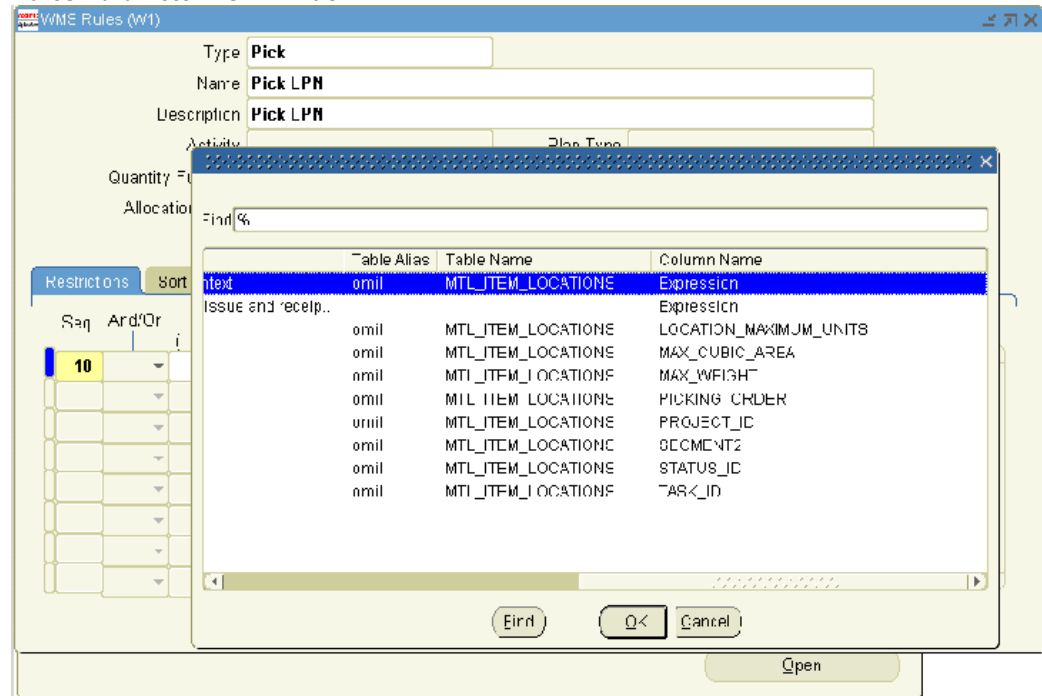 WMS Rules (W1)
Type Pick
Name Pick LPN
Description Pick LPN
Activity Plan Type
Quantity Fu
Allocation
Find %
Table Alias Table Name Column Name
ntext omil MTL_ITEM_LOCATIONS Expression
Issue and receip.. Expression
omil MTL_ITEM_LOCATIONS LOCATION_MAXIMUM_UNITS
omil MTL_ITEM_LOCATIONS MAX_CUBIC_AREA
omil MTL_ITEM_LOCATIONS MAX_WEIGHT
omil MTL_ITEM_LOCATIONS PICKING_ORDER
omil MTL_ITEM_LOCATIONS PROJECT_ID
omil MTL_ITEM_LOCATIONS SEGMENT2
omil MTL_ITEM_LOCATIONS STATUS_ID
omil MTL_ITEM_LOCATIONS TASK_ID
Restrictions Sort
Seq And/Or
10
Find OK Cancel
Open